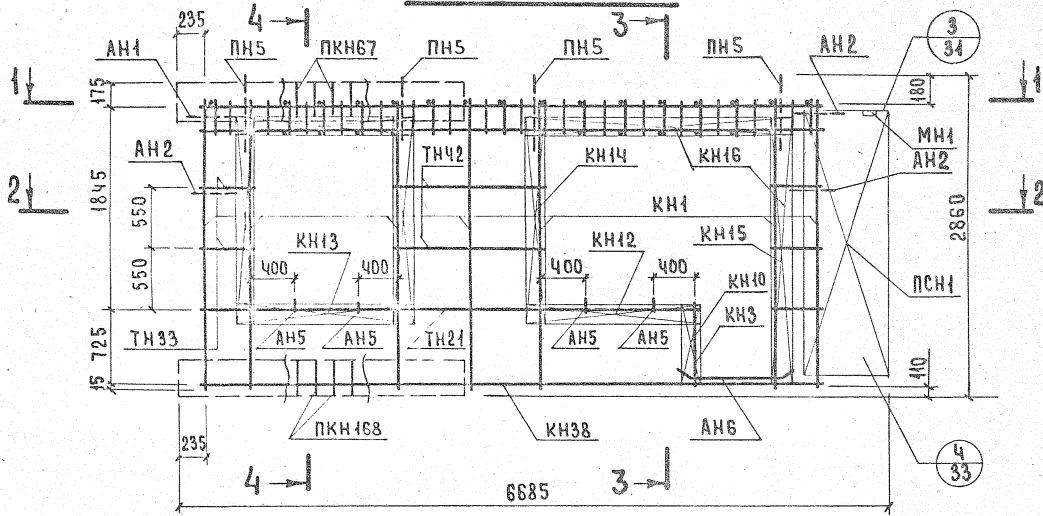 4 3
235 3
31
АН1 ПН5 ПКН67 ПН5 ПН5 ПН5 АН2
1 175 180 1
МН1
АН2 ТН42 КН14 КН16 АН2
2 1845 550 КН1 2860 2
КН13 КН12 КН15
550 400 400 400 400 КН10 ПСН1
КН3
ТН33 725 АН5 АН5 ТН21 АН5 АН5
15 110
235 ПКН168 КН38 АН6
4
33
4 3
6685